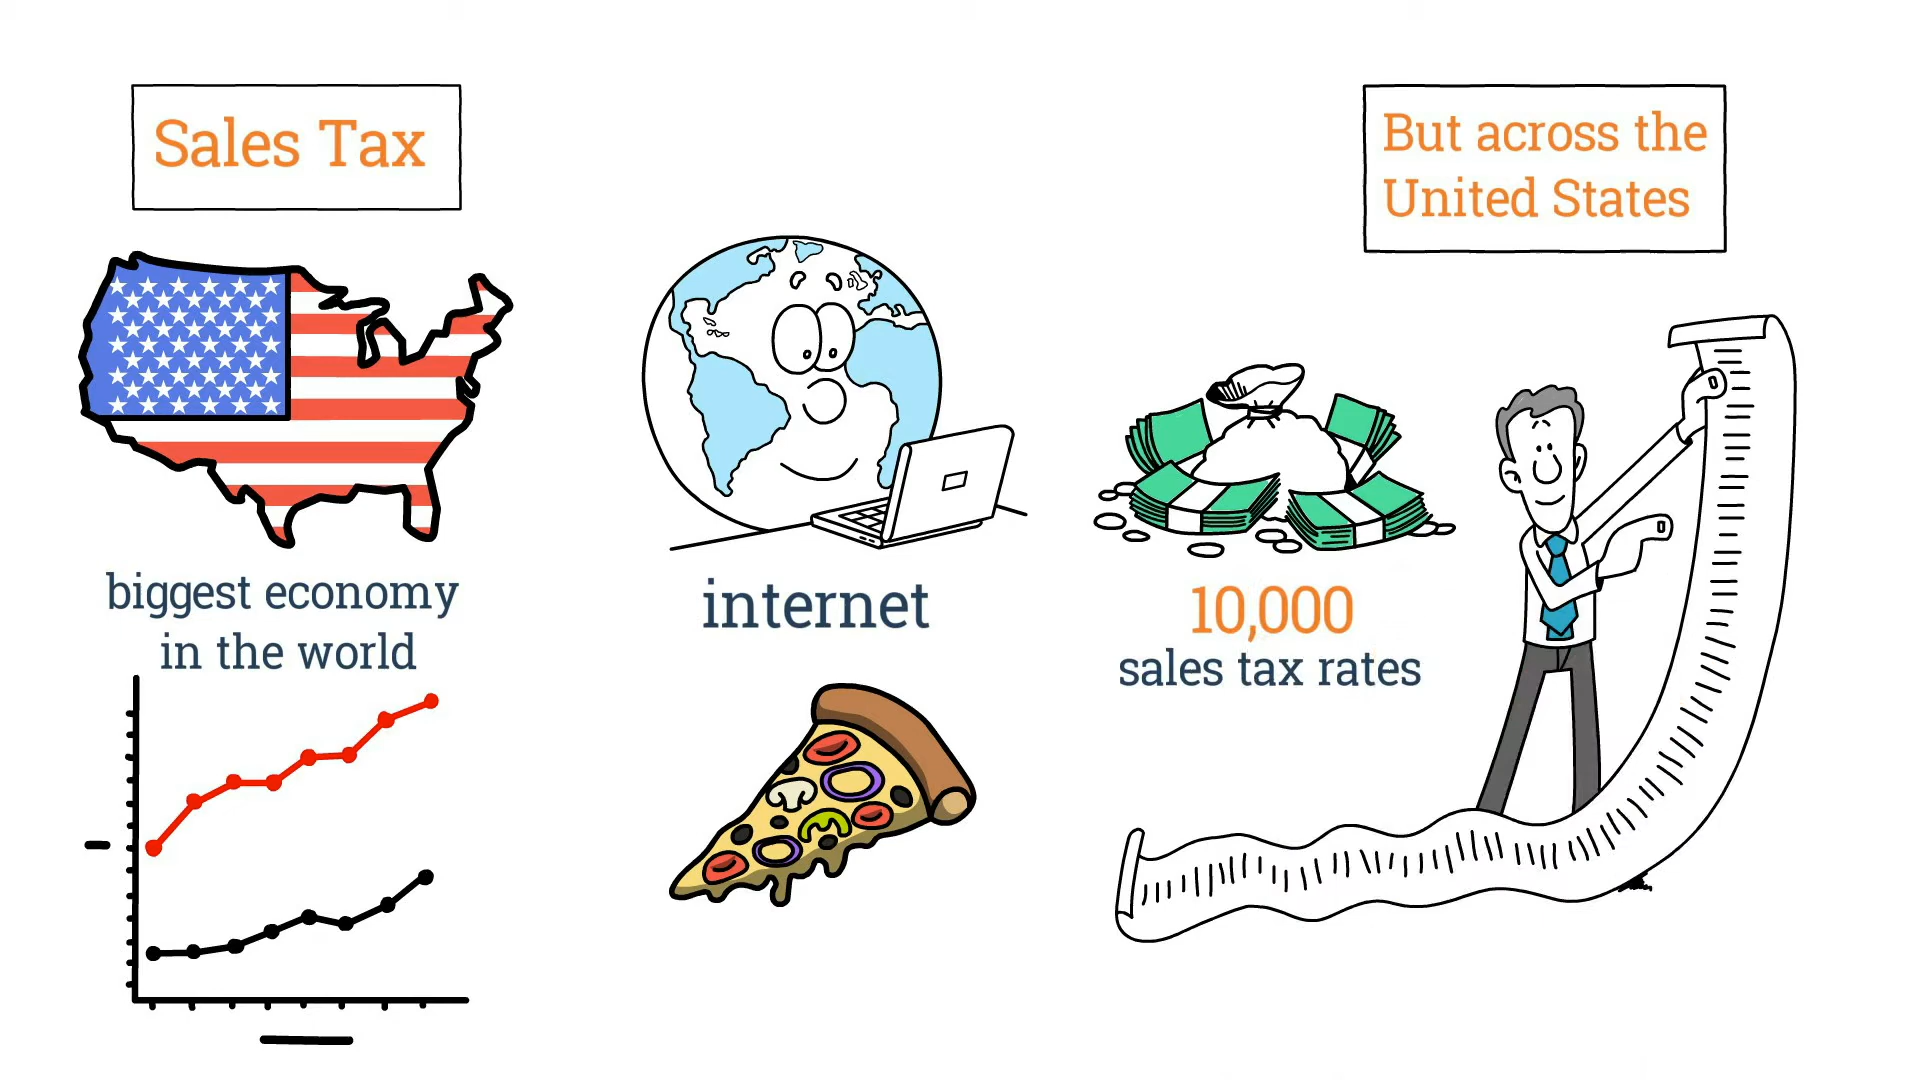 Sales Tax
biggest economy
in the world
internet
But across the
United States
10,000
sales tax rates